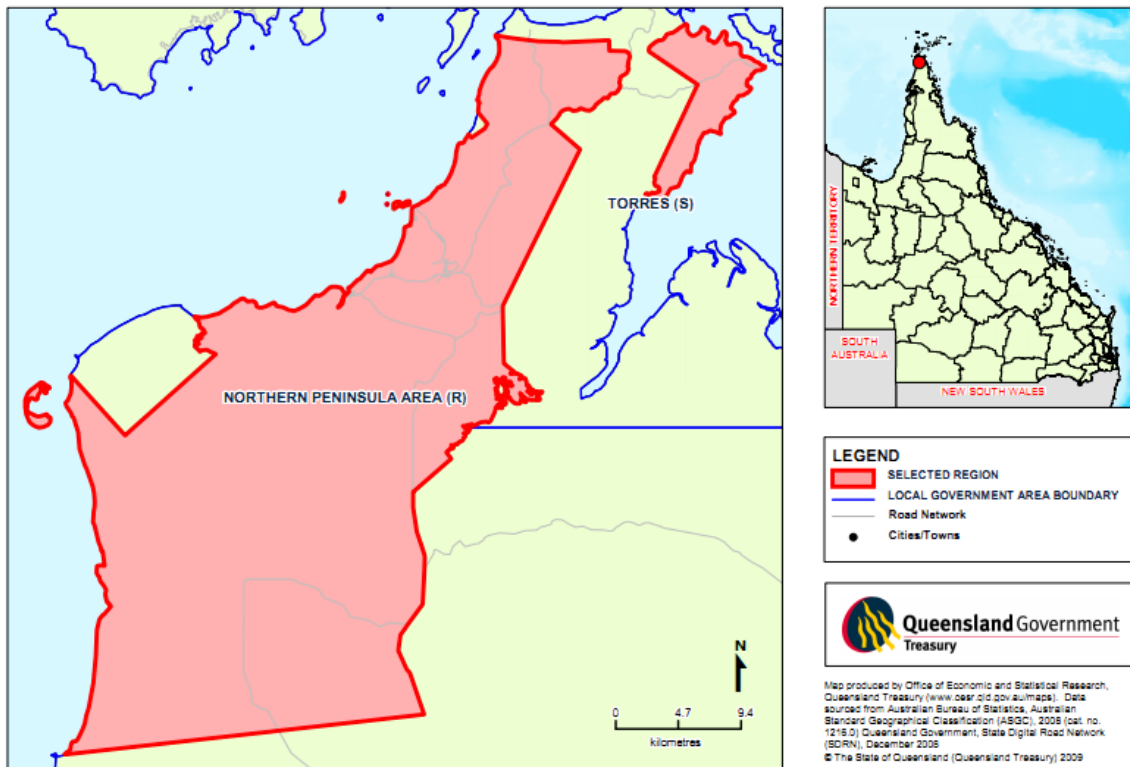 TORRES (S)
NORTHERN PENINSULA AREA (R)
N
0 4.7 9.4
kilometres
NORTHERN TERRITORY
SOUTH
AUSTRALIA
NEW SOUTH WALES
LEGEND
SELECTED REGION
LOCAL GOVERNMENT AREA BOUNDARY
Road Network
Cities/Towns
Queensland Government
Treasury
Map produced by Office of Economic and Statistical Research,
Queensland Treasury (www.oesr.qld.gov.au/maps). Data
sourced from Australian Bureau of Statistics, Australian
Standard Geographical Classification (ASGC), 2008 (cat. no.
1216.0) Queensland Government, State Digital Road Network
(SDRN), December 2008
© The State of Queensland (Queensland Treasury) 2009